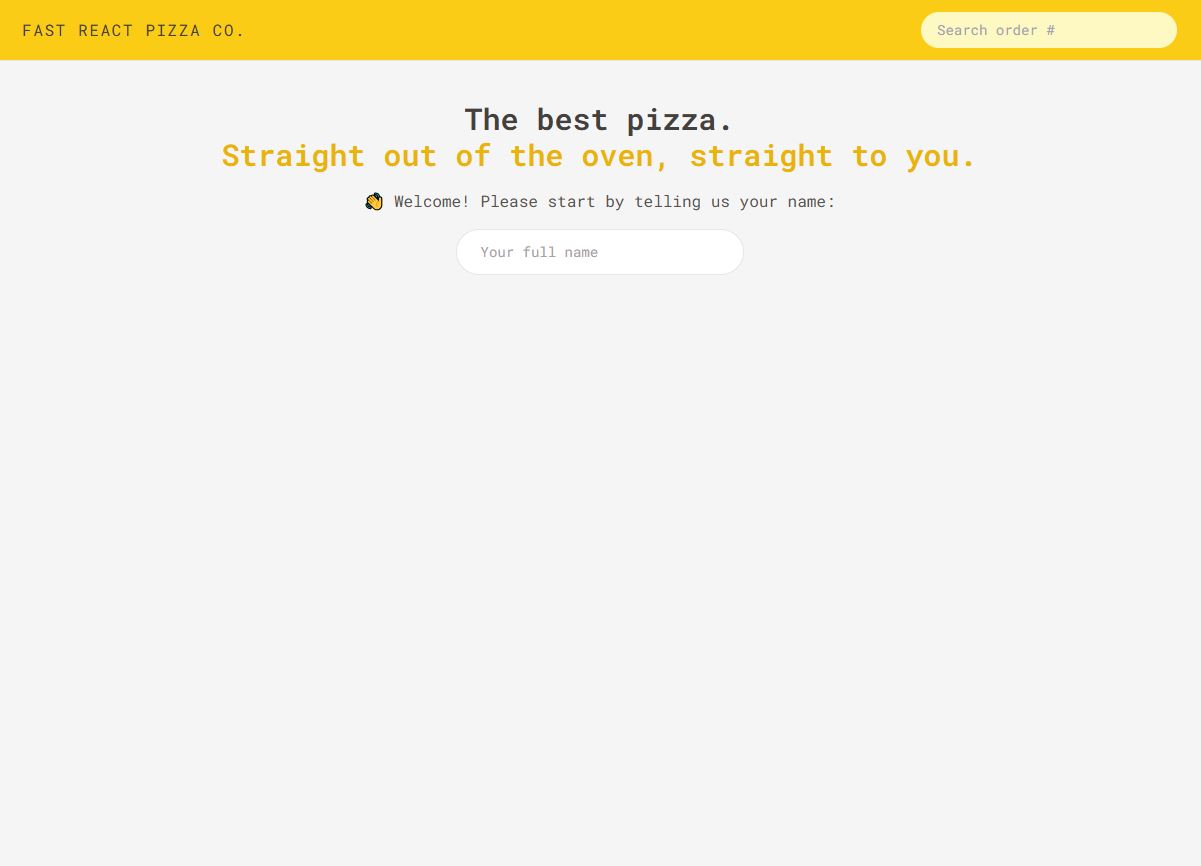 FAST REACT PIZZA CO.
Search order #
The best pizza.
Straight out of the oven, straight to you.
👋 Welcome! Please start by telling us your name:
Your full name